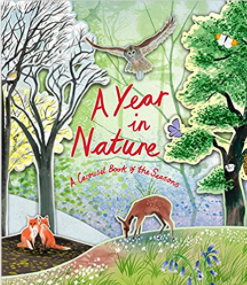 A Year
in
Nature
A Carousel Book of the Seasons